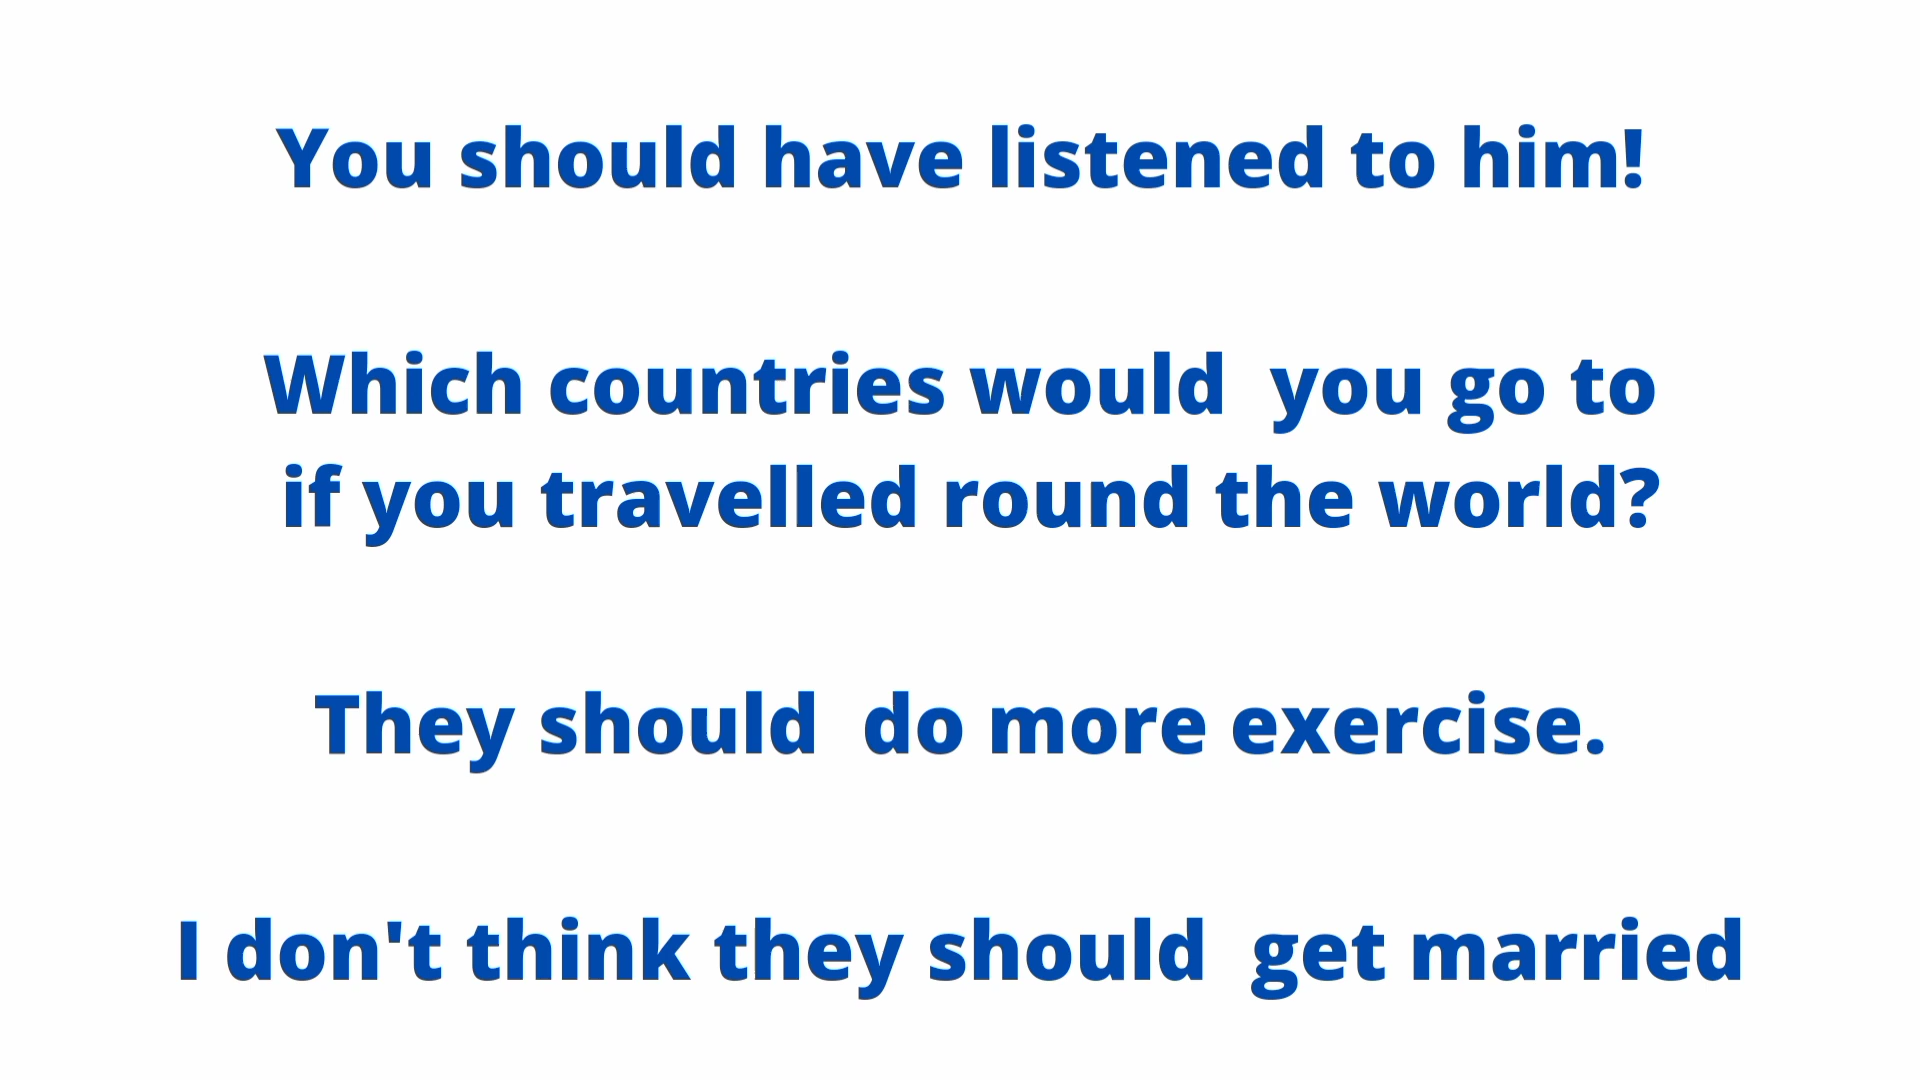 You should have listened to him!
Which countries would  you go to
if you travelled round the world?
They should  do more exercise.
I don't think they should  get married